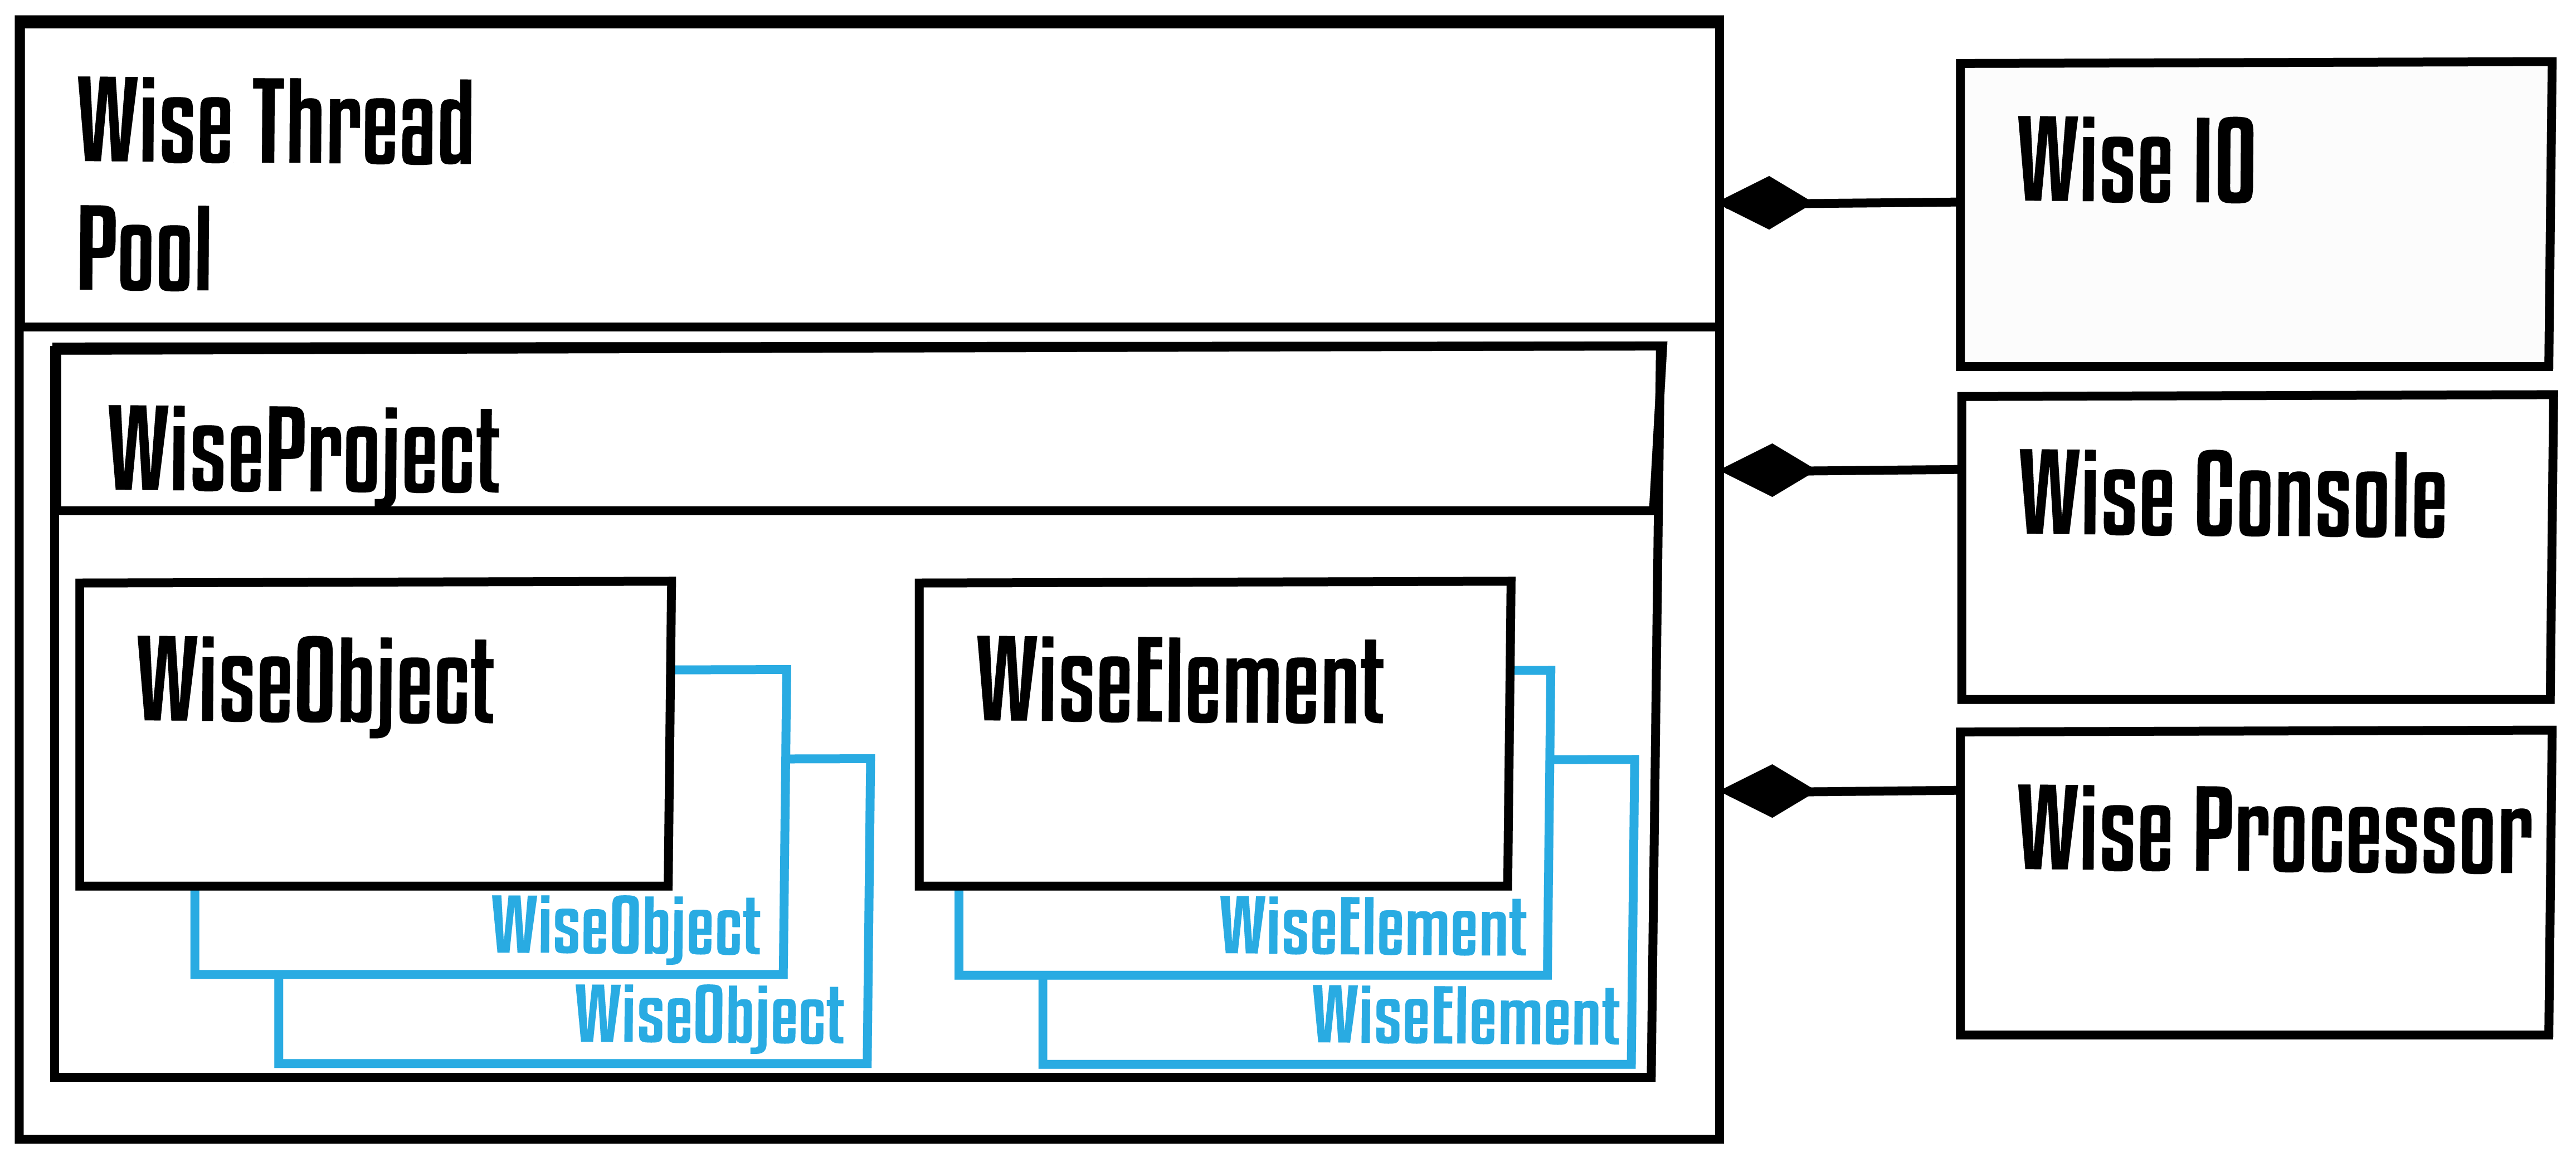 Wise Thread
Pool
WiseProject
WiseObject
WiseObject
WiseObject
WiseElement
WiseElement
WiseElement
Wise IO
Wise Console
Wise Processor